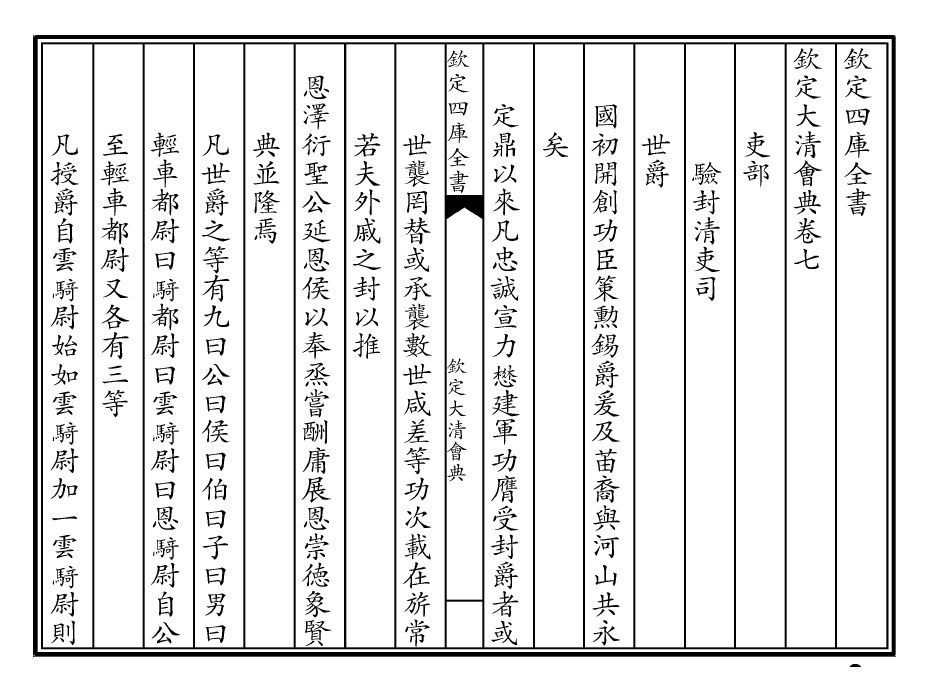 欽定四庫全書
欽定大清會典卷七
吏部
驗封清吏司
世爵
國初開創功臣策勲錫爵爰及苗裔與河山共永
矣
定鼎以來凡忠誠宣力懋建軍功膺受封爵者或
欽定四庫全書
欽定大清會典
世襲罔替或承襲數世咸差等功次載在旂常
若夫外戚之封以推
恩澤衍聖公延恩侯以奉烝嘗酬庸展恩崇德象賢
典並隆焉
凡世爵之等有九曰公曰侯曰伯曰子曰男曰
輕車都尉曰騎都尉曰雲騎尉曰恩騎尉自公
至輕車都尉又各有三等
凡授爵自雲騎尉始如雲騎尉加一雲騎尉則